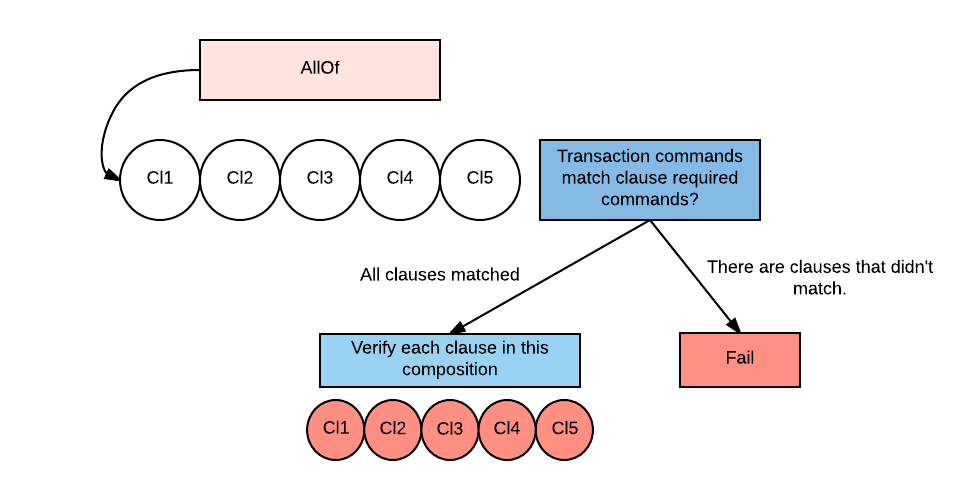 AllOf
Cl1 Cl2 Cl3 Cl4 Cl5
Transaction commands
match clause required
commands?
All clauses matched
There are clauses that didn't
match.
Verify each clause in this
composition
Fail
Cl1 Cl2 Cl3 Cl4 Cl5